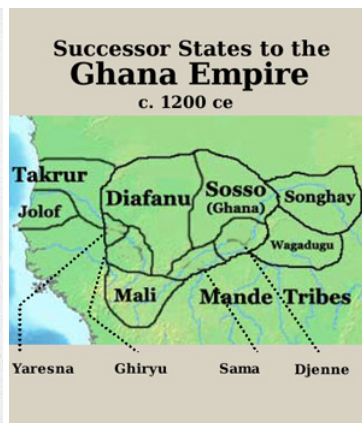 Successor States to the
Ghana Empire
c. 1200 ce
Takrur
Jolof
Diafanu
Sosso
(Ghana)
Songhay
Wagadugu
Mali
Mande Tribes
Yaresna
Ghiryu
Sama
Djenne